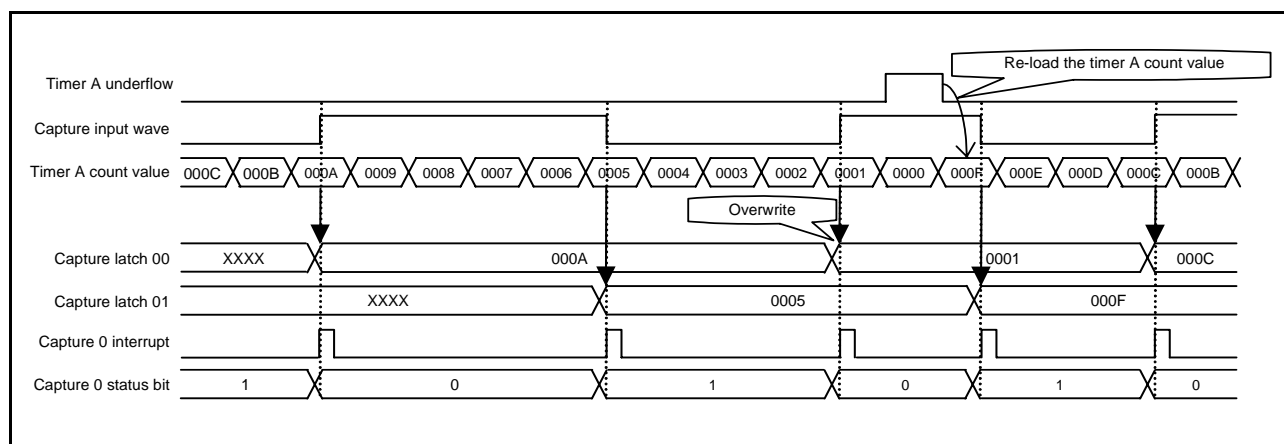 Re-load the timer A count value
Timer A underflow
Capture input wave
Timer A count value 000C 000B 000A 0009 0008 0007 0006 0005 0004 0003 0002 0001 0000 000F 000E 000D 000C 000B
Overwrite
Capture latch 00 XXXX 000A 0001 000C
Capture latch 01 XXXX 0005 000F
Capture 0 interrupt
Capture 0 status bit 1 0 1 0 1 0